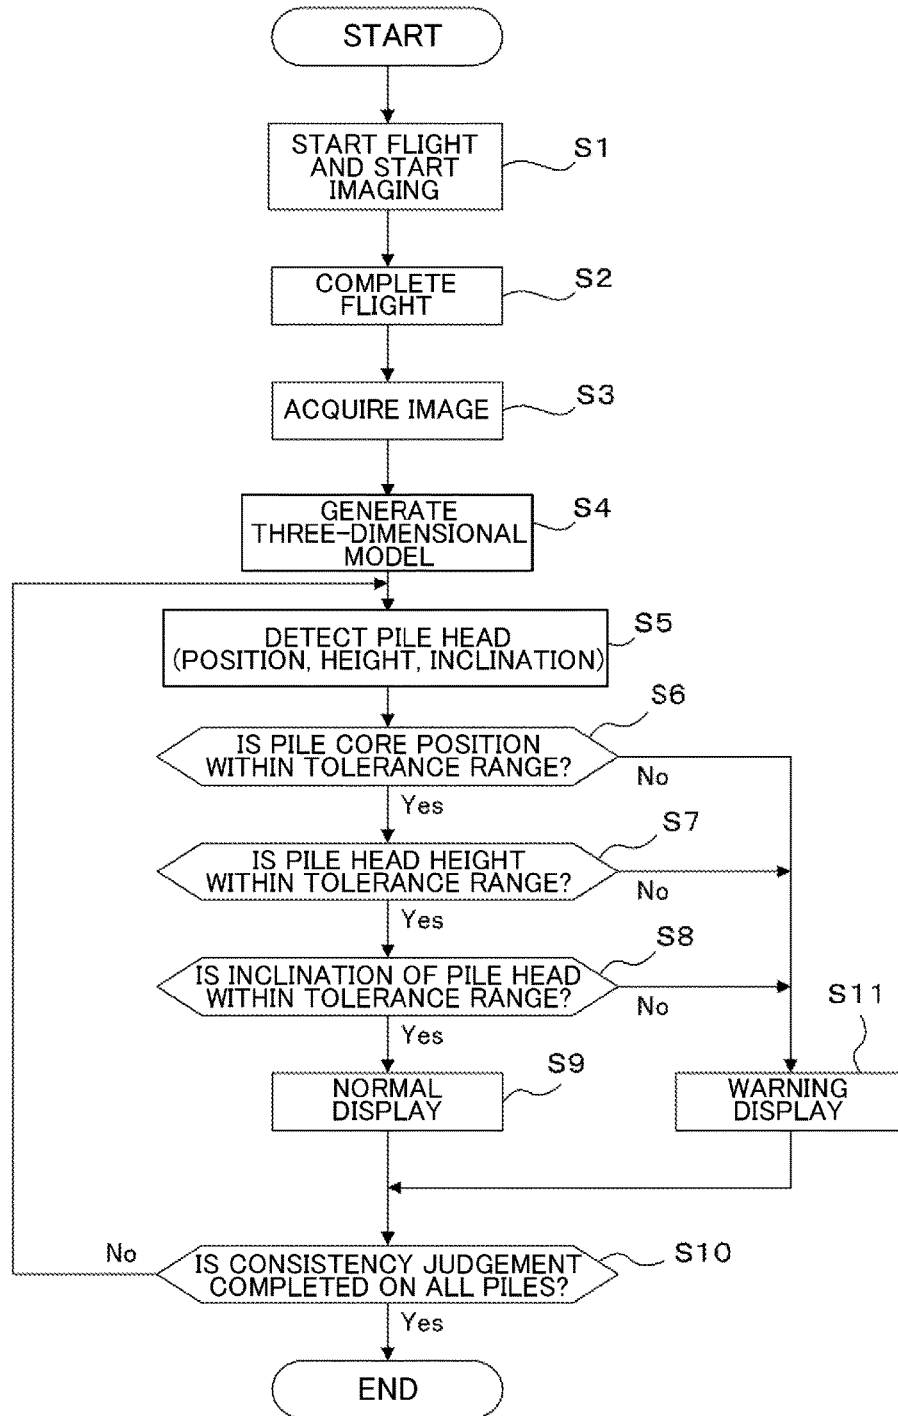 START
START FLIGHT
AND START
IMAGING
S1
COMPLETE
FLIGHT
S2
ACQUIRE IMAGE
S3
GENERATE
THREE-DIMENSIONAL
MODEL
S4
DETECT PILE HEAD
(POSITION, HEIGHT, INCLINATION)
S5
IS PILE CORE POSITION
WITHIN TOLERANCE RANGE?
S6
No
Yes
IS PILE HEAD HEIGHT
WITHIN TOLERANCE RANGE?
S7
No
Yes
IS INCLINATION OF PILE HEAD
WITHIN TOLERANCE RANGE?
S8
No
Yes
NORMAL
DISPLAY
S9
WARNING
DISPLAY
S11
IS CONSISTENCY JUDGEMENT
COMPLETED ON ALL PILES?
S10
No
Yes
END